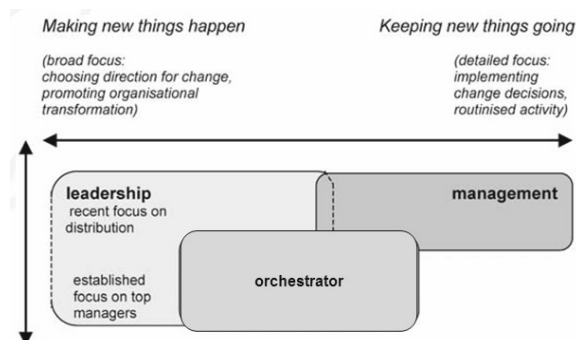 Making new things happen
Keeping new things going
(broad focus:
choosing direction for change,
promoting organisational
transformation)
(detailed focus:
implementing
change decisions,
routinised activity)
leadership
recent focus on
distribution
management
established
focus on top
managers
orchestrator